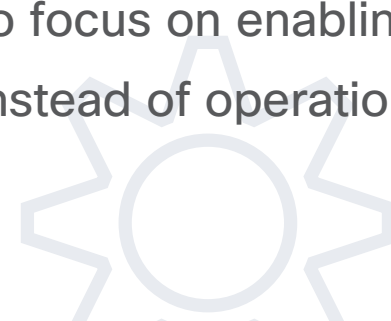 o focus on enablin
nstead of operatio